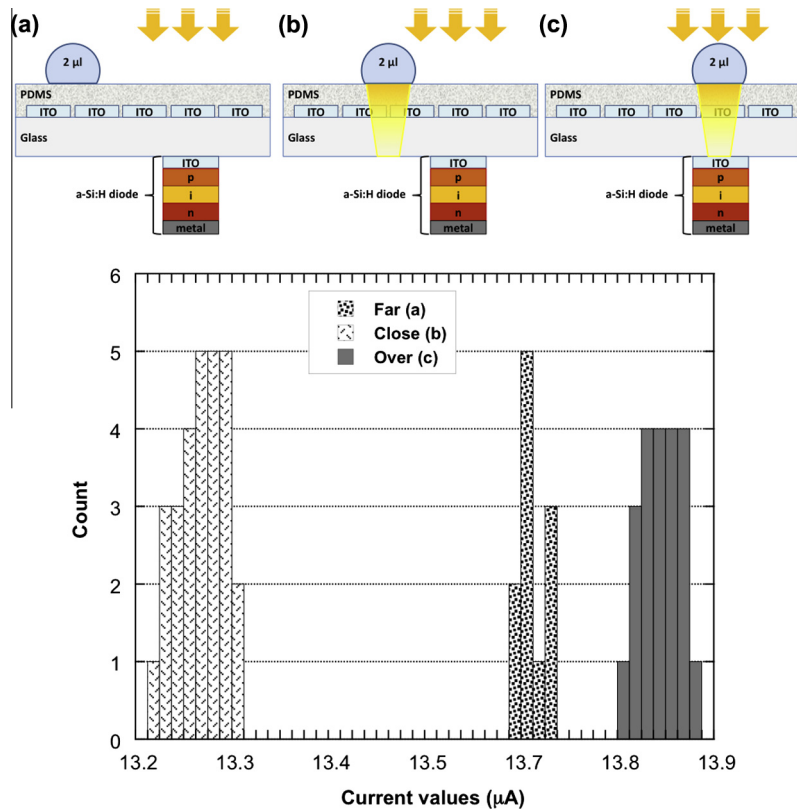 (a)
2 µl
PDMS
ITO ITO ITO ITO ITO
Glass
ITO
p
a-Si:H diode
i
n
metal
(b)
2 µl
PDMS
ITO ITO ITO ITO ITO
Glass
ITO
p
a-Si:H diode
i
n
metal
(c)
2 µl
PDMS
ITO ITO ITO ITO ITO
Glass
ITO
p
a-Si:H diode
i
n
metal
6
5
4
3
2
1
0
Count
Far (a)
Close (b)
Over (c)
13.2 13.3 13.4 13.5 13.7 13.8 13.9
Current values (µA)